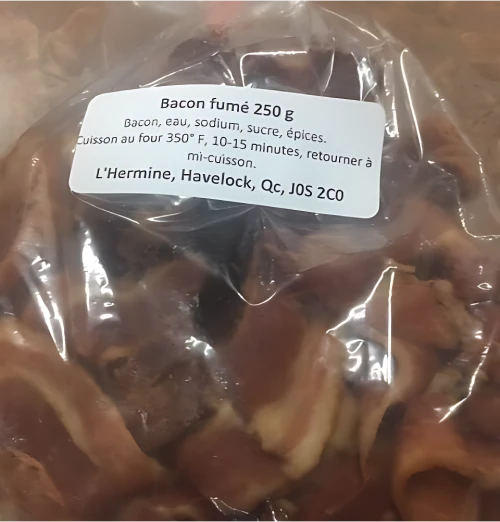 Bacon fumé 250 g
Bacon, eau, sodium, sucre, épices.
Cuisson au four 350° F, 10-15 minutes, retourner à
mi-cuisson.
L'Hermine, Havelock, Qc, J0S 2C0